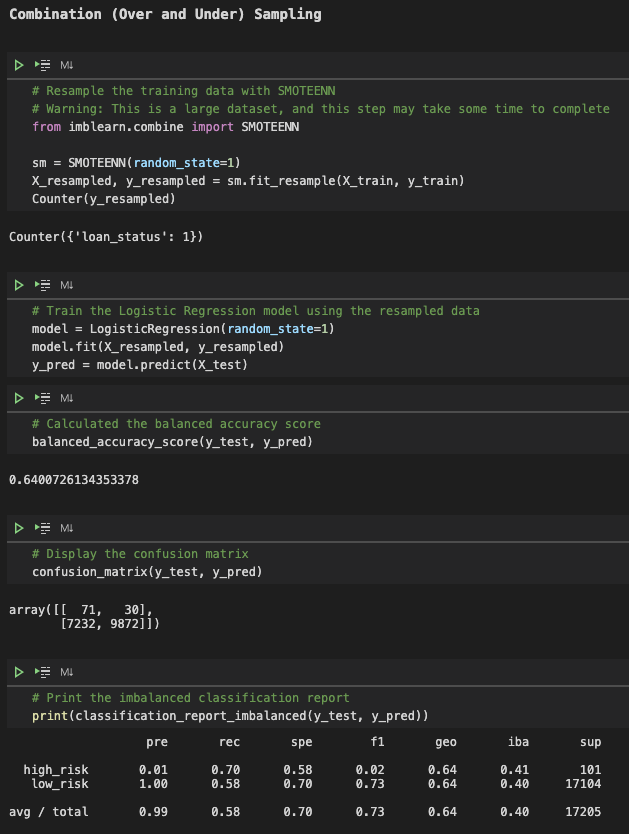 Combination (Over and Under) Sampling
M↓
# Resample the training data with SMOTEENN
# Warning: This is a large dataset, and this step may take some time to complete
from imblearn.combine import SMOTEENN
sm = SMOTEENN(random_state=1)
X_resampled, y_resampled = sm.fit_resample(X_train, y_train)
Counter(y_resampled)
Counter({'loan_status': 1})
M↓
# Train the Logistic Regression model using the resampled data
model = LogisticRegression(random_state=1)
model.fit(X_resampled, y_resampled)
y_pred = model.predict(X_test)
M↓
# Calculated the balanced accuracy score
balanced_accuracy_score(y_test, y_pred)
0.6400726134353378
M↓
# Display the confusion matrix
confusion_matrix(y_test, y_pred)
array([[  71,   30],
       [7232, 9872]])
M↓
# Print the imbalanced classification report
print(classification_report_imbalanced(y_test, y_pred))
                   pre       rec       spe        f1       geo       iba       sup
  high_risk       0.01      0.70      0.58      0.02      0.64      0.41       101
   low_risk       1.00      0.58      0.70      0.73      0.64      0.40     17104
avg / total       0.99      0.58      0.70      0.73      0.64      0.40     17205